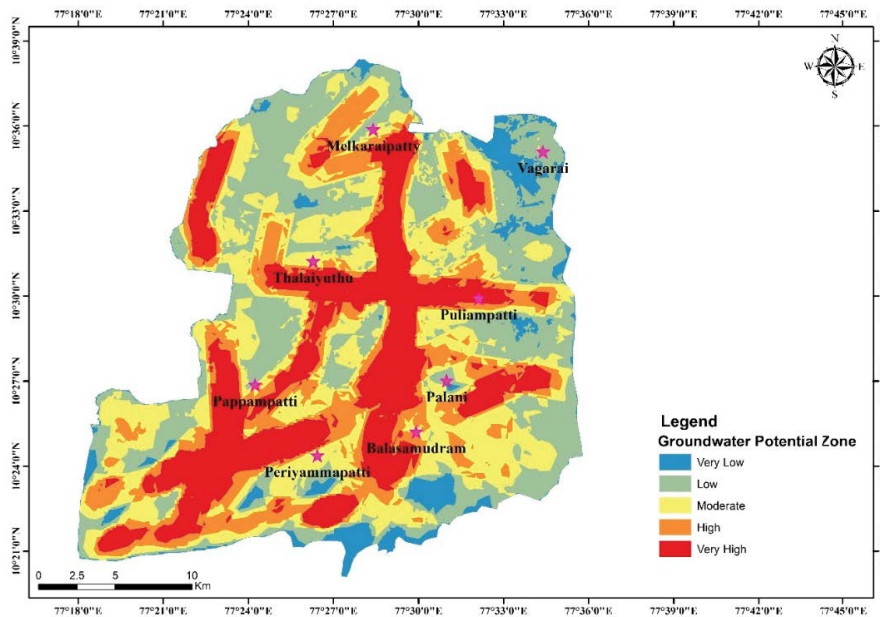 77°18'0"E 77°21'0"E 77°24'0"E 77°27'0"E 77°30'0"E 77°33'0"E 77°36'0"E 77°39'0"E 77°42'0"E 77°45'0"E
10°39'0"N
N
W E
S
10°36'0"N
Melkaraipatty
Vagarai
10°33'0"N
Thalaiyuthu
10°30'0"N
Puliampatti
10°27'0"N
Pappampatti
Palani
Legend
Groundwater Potential Zone
Balasamudram
10°24'0"N
Periyammapatti
Very Low
Low
Moderate
High
Very High
10°21'0"N
0 2.5 5 10
Km
77°18'0"E 77°21'0"E 77°24'0"E 77°27'0"E 77°30'0"E 77°33'0"E 77°36'0"E 77°39'0"E 77°42'0"E 77°45'0"E